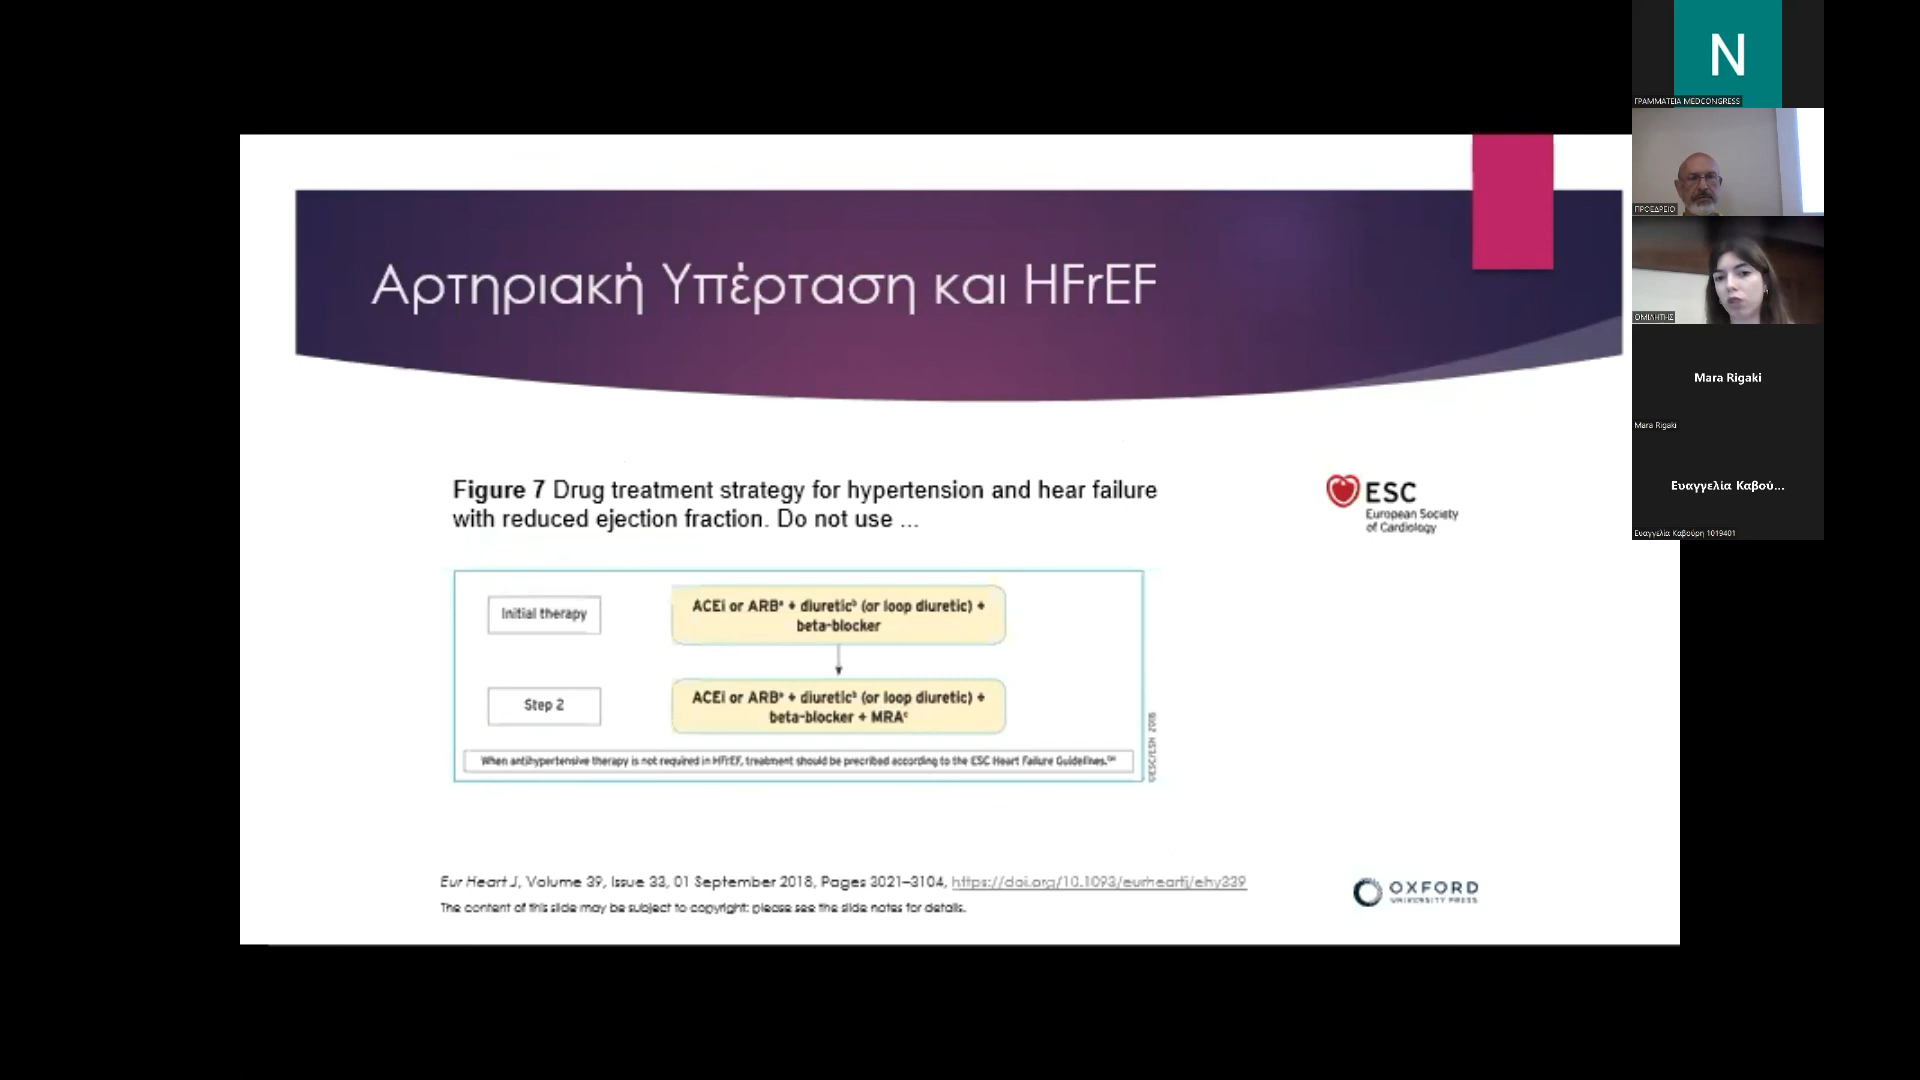 Αρτηριακή Υπέρταση και HFrEF
Figure 7 Drug treatment strategy for hypertension and hear failure
with reduced ejection fraction. Do not use ...
ESC
European Society
of Cardiology
Initial therapy
ACEi or ARBᵃ + diureticᵇ (or loop diuretic) +
beta-blocker
Step 2
ACEi or ARBᵃ + diureticᵇ (or loop diuretic) +
beta-blocker + MRAᶜ
When antihypertensive therapy is not required in HFrEF, treatment should be precribed according to the ESC Heart Failure Guidelines.
©ESC/ESH 2018
Eur Heart J, Volume 39, Issue 33, 01 September 2018, Pages 3021–3104, https://doi.org/10.1093/eurheartj/ehy339
The content of this slide may be subject to copyright: please see the slide notes for details.
OXFORD
UNIVERSITY PRESS
N
ΓΡΑΜΜΑΤΕΙΑ MEDCONGRESS
ΠΡΟΕΔΡΕΙΟ
ΟΜΙΛΗΤΗΣ
Mara Rigaki
Mara Rigaki
Ευαγγελία Καβού...
Ευαγγελία Καβούρη 1019401